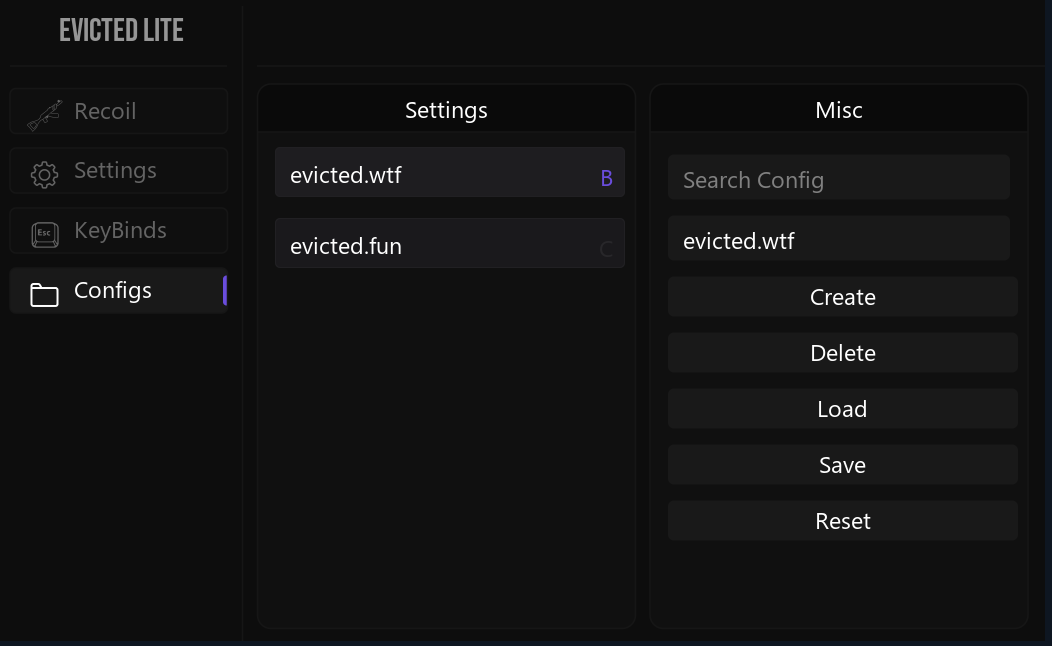 EVICTED LITE
Recoil
Settings
Esc
KeyBinds
Configs
Settings
evicted.wtf
B
evicted.fun
C
Misc
Search Config
evicted.wtf
Create
Delete
Load
Save
Reset